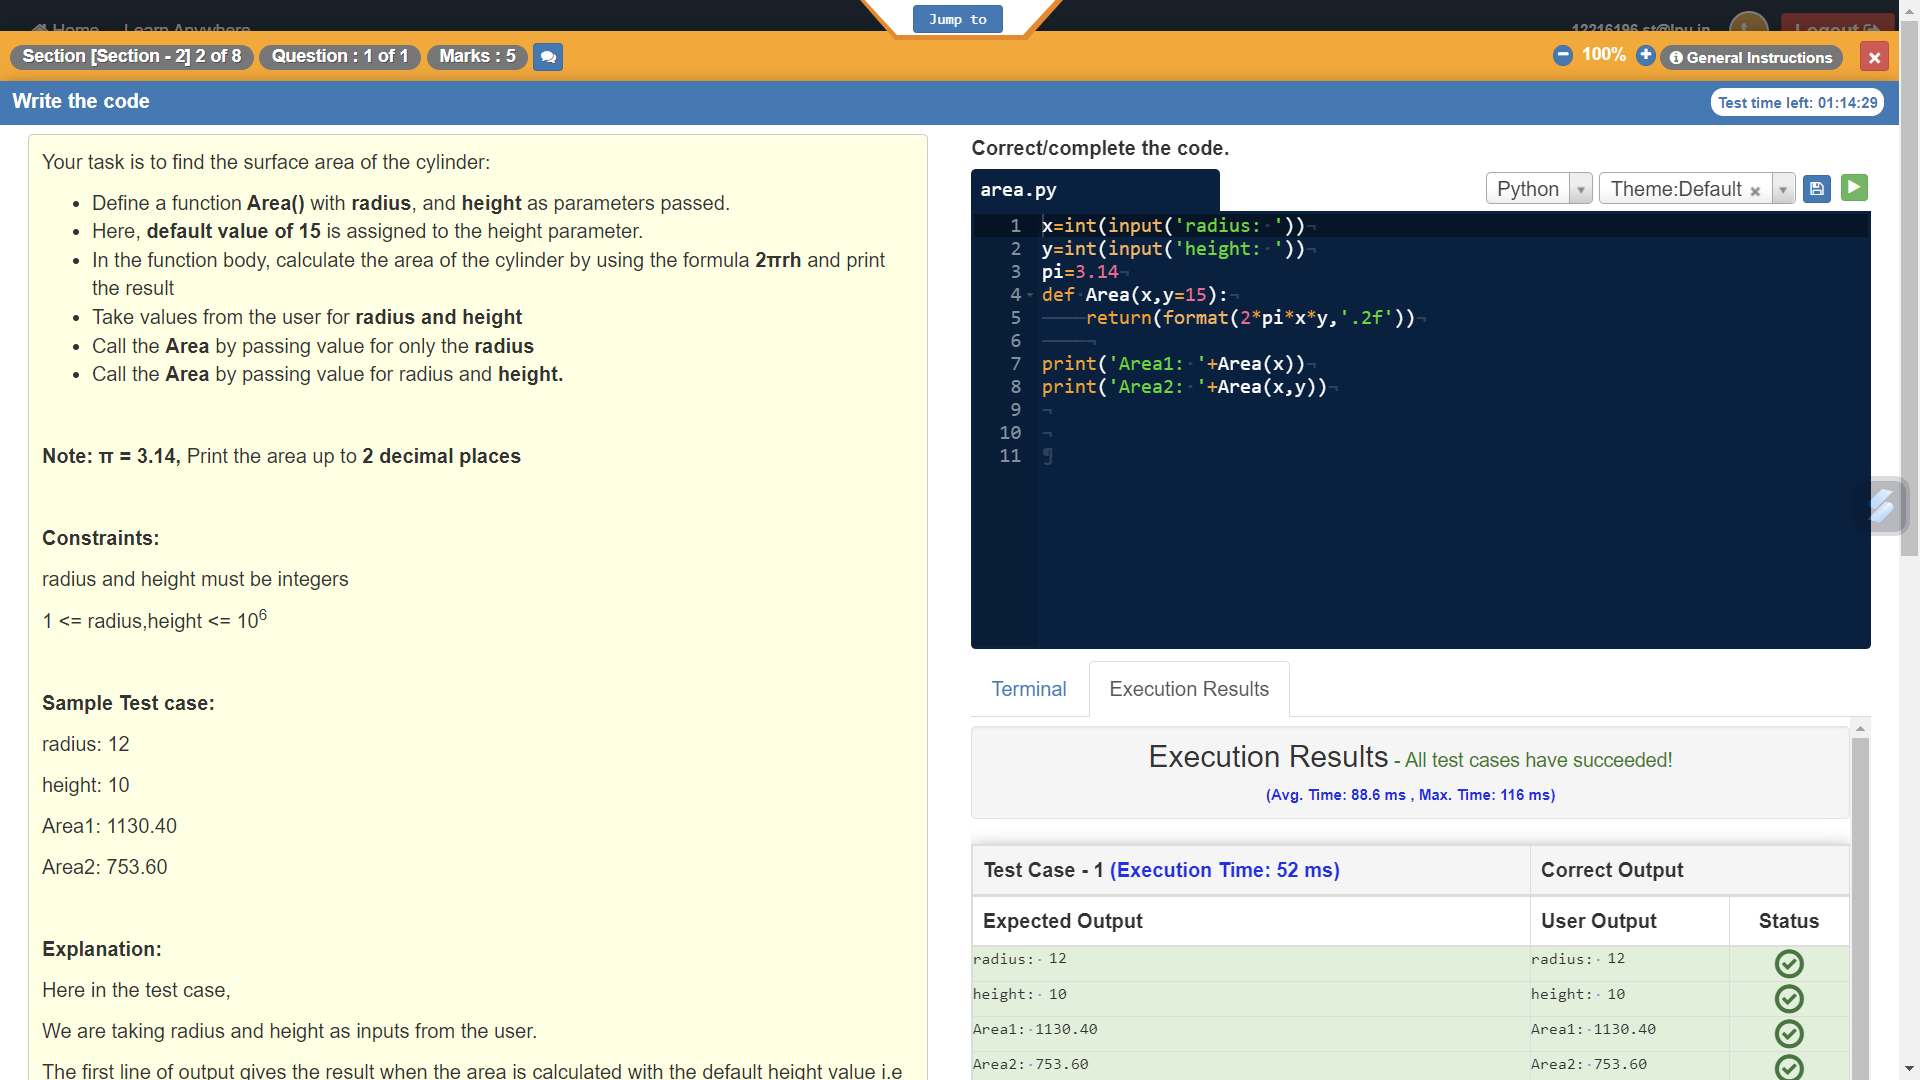 Home Learn Anywhere
Jump to
12216196.st@lpu.in
Logout
Section [Section - 2] 2 of 8
Question : 1 of 1
Marks : 5
100%
General Instructions
Write the code
Test time left: 01:14:29
Your task is to find the surface area of the cylinder:
• Define a function Area() with radius, and height as parameters passed.
• Here, default value of 15 is assigned to the height parameter.
• In the function body, calculate the area of the cylinder by using the formula 2πrh and print
the result
• Take values from the user for radius and height
• Call the Area by passing value for only the radius
• Call the Area by passing value for radius and height.
Note: π = 3.14, Print the area up to 2 decimal places
Constraints:
radius and height must be integers
1 <= radius,height <= 10⁶
Sample Test case:
radius: 12
height: 10
Area1: 1130.40
Area2: 753.60
Explanation:
Here in the test case,
We are taking radius and height as inputs from the user.
The first line of output gives the result when the area is calculated with the default height value i.e
Correct/complete the code.
area.py
Python
Theme:Default ×
1 x=int(input('radius: '))
2 y=int(input('height: '))
3 pi=3.14
4 def Area(x,y=15):
5 return(format(2*pi*x*y,'.2f'))
6
7 print('Area1: '+Area(x))
8 print('Area2: '+Area(x,y))
9
10
11
Terminal
Execution Results
Execution Results - All test cases have succeeded!
(Avg. Time: 88.6 ms , Max. Time: 116 ms)
Test Case - 1 (Execution Time: 52 ms) Correct Output
Expected Output User Output Status
radius: 12 radius: 12
height: 10 height: 10
Area1: 1130.40 Area1: 1130.40
Area2: 753.60 Area2: 753.60